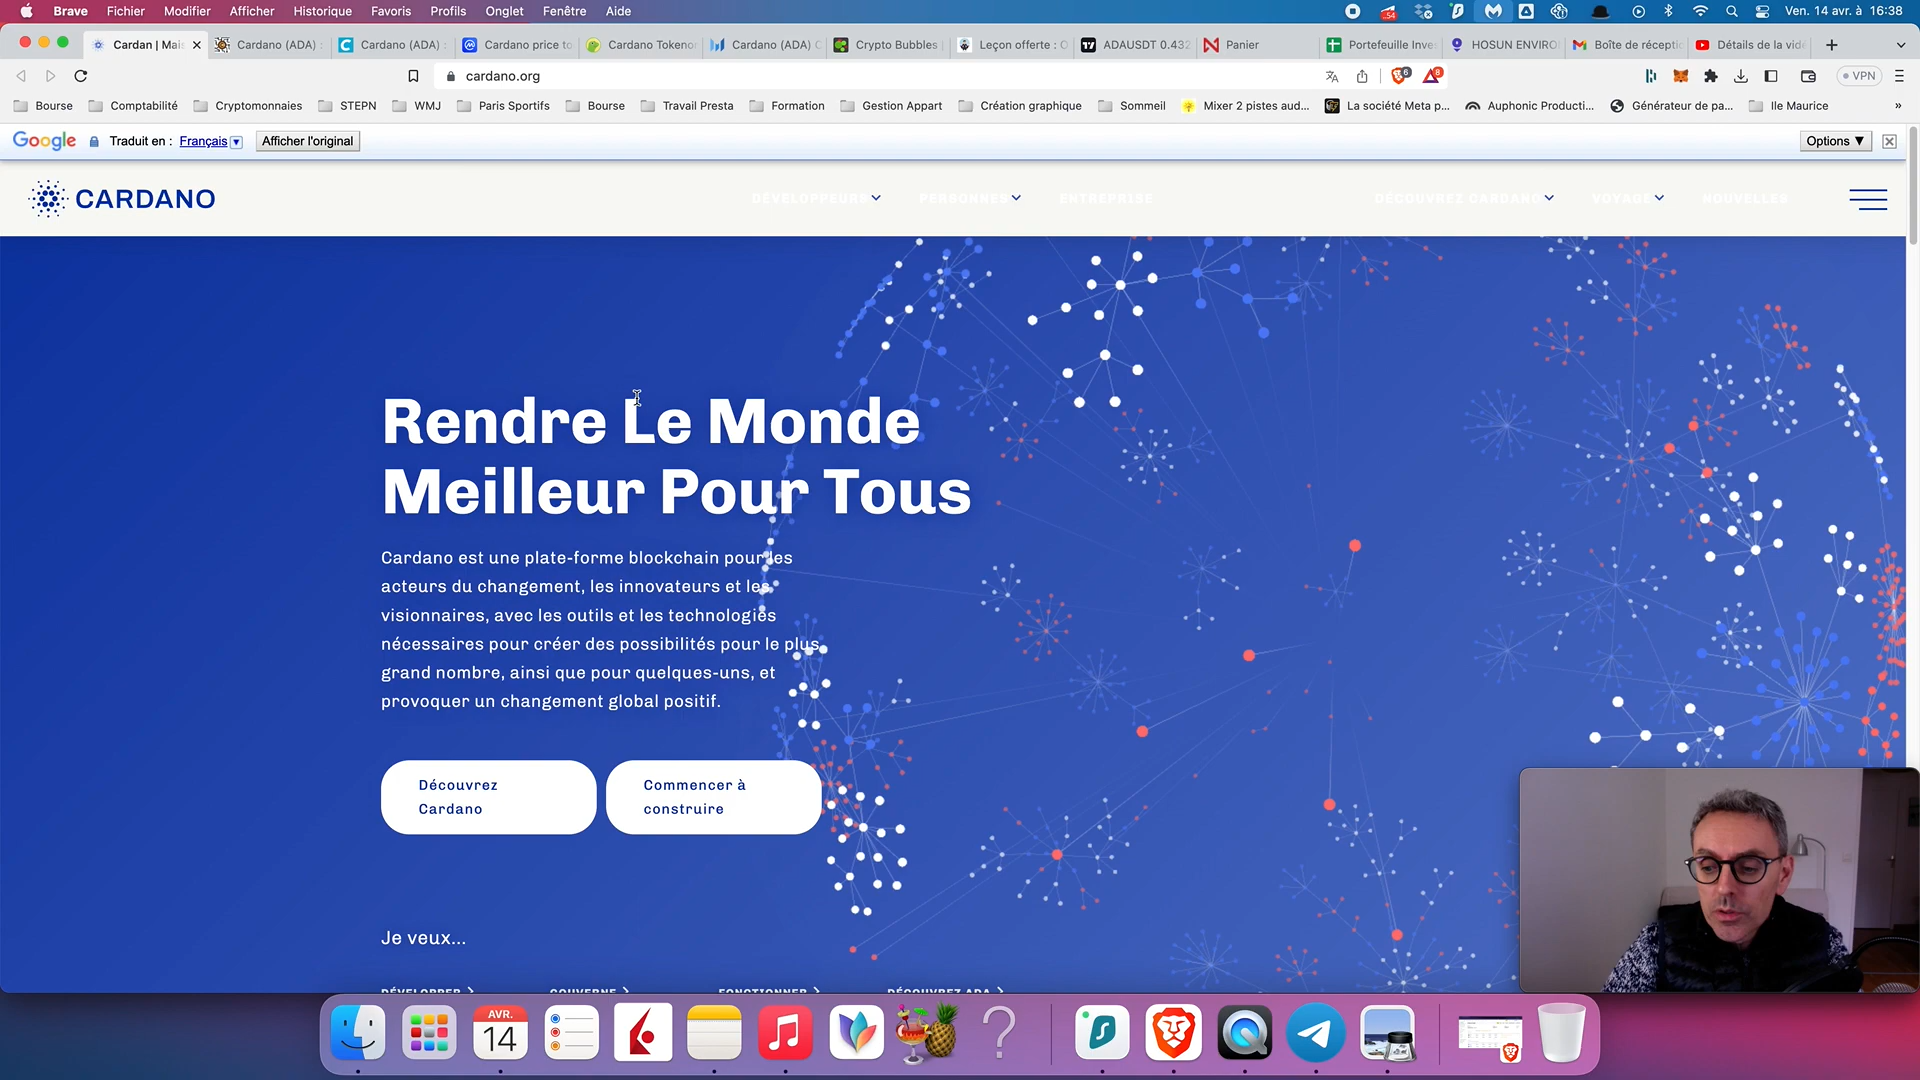 Brave Fichier Modifier Afficher Historique Favoris Profils Onglet Fenêtre Aide
54
Ven. 14 avr. à 16:38
Cardan | Mai
Cardano (ADA)
Cardano (ADA)
Cardano price to
Cardano Tokenor
Cardano (ADA) C
Crypto Bubbles
Leçon offerte : O
ADAUSDT 0.432
Panier
Portefeuille Inve
HOSUN ENVIRO
Boîte de récepti
Détails de la vid
cardano.org
6
8
VPN
Bourse Comptabilité Cryptomonnaies STEPN WMJ Paris Sportifs Bourse Travail Presta Formation Gestion Appart Création graphique Sommeil Mixer 2 pistes aud... La société Meta p... Auphonic Producti... Générateur de pa... Ile Maurice »
Google Traduit en : Français Afficher l'original Options ▼
CARDANO
DÉVELOPPEURS PERSONNES ENTREPRISE DÉCOUVREZ CARDANO VOYAGE NOUVELLES
Rendre Le Monde
Meilleur Pour Tous
Cardano est une plate-forme blockchain pour les
acteurs du changement, les innovateurs et les
visionnaires, avec les outils et les technologies
nécessaires pour créer des possibilités pour le plus
grand nombre, ainsi que pour quelques-uns, et
provoquer un changement global positif.
Découvrez
Cardano
Commencer à
construire
Je veux...
DÉVELOPPER GOUVERNE FONCTIONNER DÉCOUVREZ ADA
AVR.
14